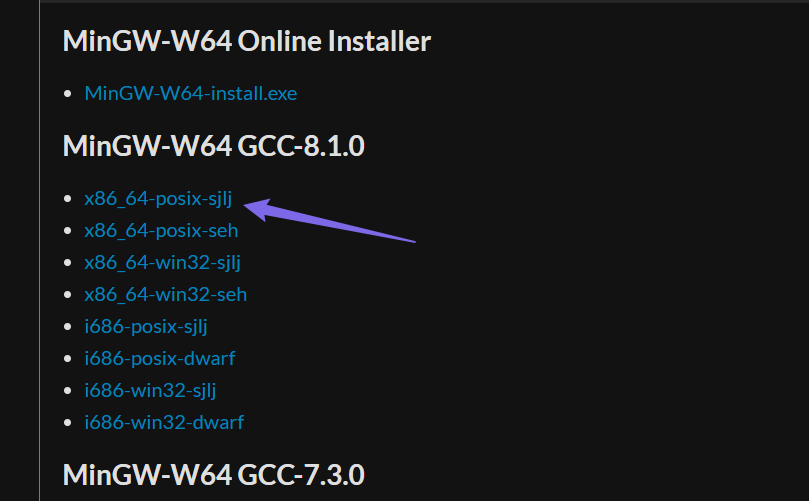 MinGW-W64 Online Installer
MinGW-W64-install.exe
MinGW-W64 GCC-8.1.0
x86_64-posix-sjlj
x86_64-posix-seh
x86_64-win32-sjlj
x86_64-win32-seh
i686-posix-sjlj
i686-posix-dwarf
i686-win32-sjlj
i686-win32-dwarf
MinGW-W64 GCC-7.3.0